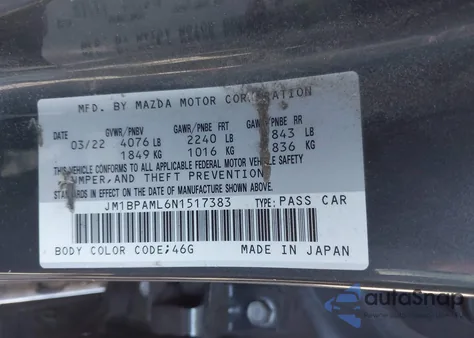 MFD. BY MAZDA MOTOR CORPORATION
03/22 GVWR/PNBV GAWR/PNBE FRT GAWR/PNBE RR
4076 LB 2240 LB 843 LB
1849 KG 1016 KG 836 KG
THIS VEHICLE CONFORMS TO ALL APPLICABLE FEDERAL MOTOR VEHICLE SAFETY
BUMPER, AND THEFT PREVENTION
STANDARDS IN EFFECT ON THE DATE OF MANUFACTURE SHOWN ABOVE.
JM1BPAML6N1517383 TYPE: PASS CAR
BODY COLOR CODE;46G MADE IN JAPAN
autoSnap